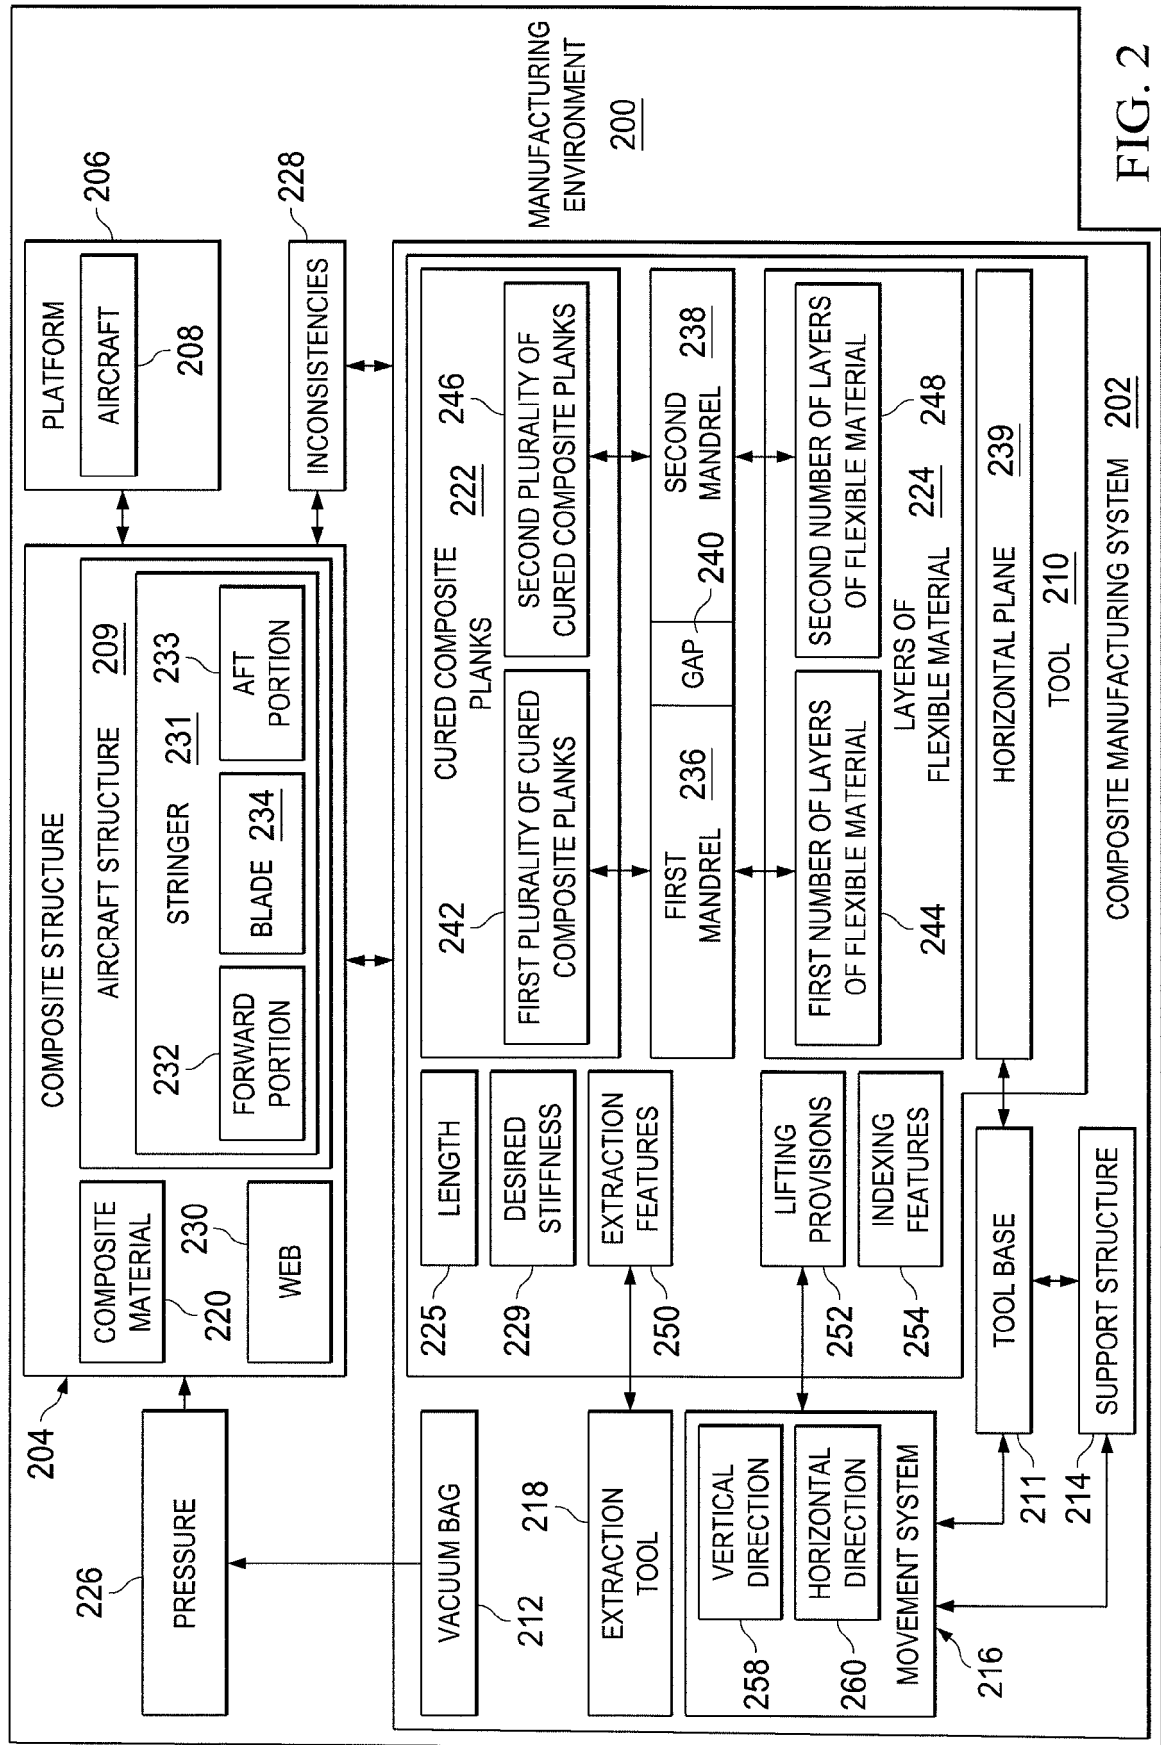 MANUFACTURING
ENVIRONMENT
200
PRESSURE
226
204
COMPOSITE STRUCTURE
COMPOSITE
MATERIAL
220
230
WEB
AIRCRAFT STRUCTURE
209
STRINGER
231
232
FORWARD
PORTION
BLADE
234
233
AFT
PORTION
PLATFORM
206
AIRCRAFT
208
INCONSISTENCIES
228
VACUUM BAG
212
218
EXTRACTION
TOOL
258
VERTICAL
DIRECTION
260
HORIZONTAL
DIRECTION
MOVEMENT SYSTEM
216
LENGTH
225
DESIRED
STIFFNESS
229
EXTRACTION
FEATURES
250
LIFTING
PROVISIONS
252
INDEXING
FEATURES
254
TOOL BASE
211
SUPPORT STRUCTURE
214
CURED COMPOSITE
PLANKS
222
242
FIRST PLURALITY OF CURED
COMPOSITE PLANKS
246
SECOND PLURALITY OF
CURED COMPOSITE PLANKS
FIRST
MANDREL
236
GAP
240
SECOND
MANDREL
238
FIRST NUMBER OF LAYERS
OF FLEXIBLE MATERIAL
244
SECOND NUMBER OF LAYERS
OF FLEXIBLE MATERIAL
248
LAYERS OF
FLEXIBLE MATERIAL
224
HORIZONTAL PLANE
239
TOOL
210
COMPOSITE MANUFACTURING SYSTEM
202
FIG. 2